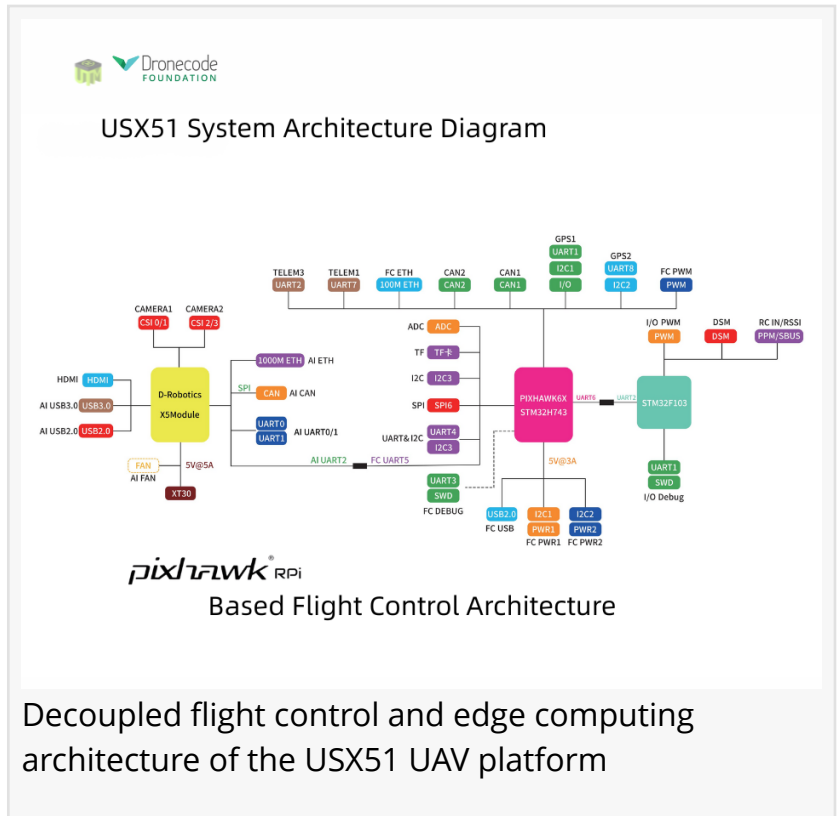 Dronecode
FOUNDATION
USX51 System Architecture Diagram
GPS1
UART1
I2C1
I/O
GPS2
UART8
I2C2
TELEM3
UART2
TELEM1
UART7
FC ETH
100M ETH
CAN2
CAN2
CAN1
CAN1
FC PWM
PWM
CAMERA1
CSI 0/1
CAMERA2
CSI 2/3
ADC ADC
TF TF卡
I2C I2C3
SPI SPI6
UART&I2C UART4
I2C3
I/O PWM
PWM
DSM
DSM
RC IN/RSSI
PPM/SBUS
HDMI HDMI
AI USB3.0 USB3.0
AI USB2.0 USB2.0
D-Robotics
X5Module
1000M ETH AI ETH
SPI CAN AI CAN
UART0
UART1
AI UART0/1
PIXHAWK6X
STM32H743
UART6 UART2
STM32F103
FAN
AI FAN
5V@5A
XT30
AI UART2 FC UART5
UART3
SWD
FC DEBUG
5V@3A
USB2.0
FC USB
I2C1
PWR1
FC PWR1
I2C2
PWR2
FC PWR2
UART1
SWD
I/O Debug
pixhawk® RPi
Based Flight Control Architecture
Decoupled flight control and edge computing
architecture of the USX51 UAV platform